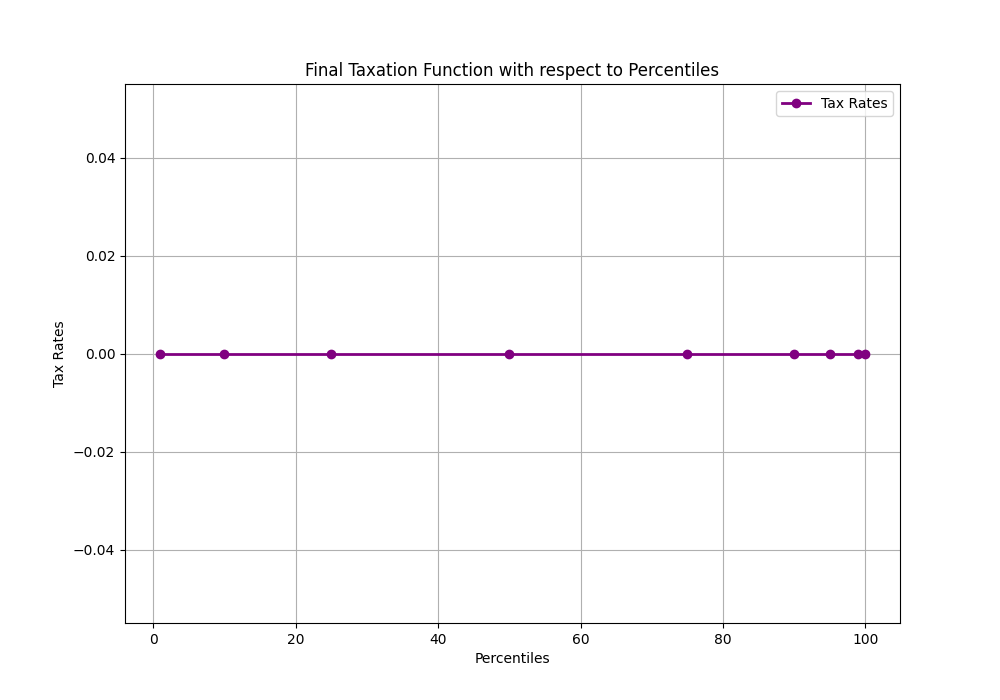 Final Taxation Function with respect to Percentiles
Tax Rates
0.04
0.02
0.00
−0.02
−0.04
Tax Rates
0
20
40
60
80
100
Percentiles